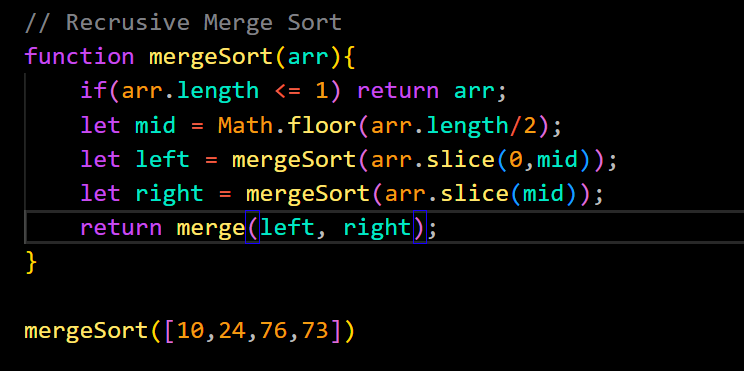 // Recrusive Merge Sort
function mergeSort(arr){
    if(arr.length <= 1) return arr;
    let mid = Math.floor(arr.length/2);
    let left = mergeSort(arr.slice(0,mid));
    let right = mergeSort(arr.slice(mid));
    return merge(left, right);
}

mergeSort([10,24,76,73])